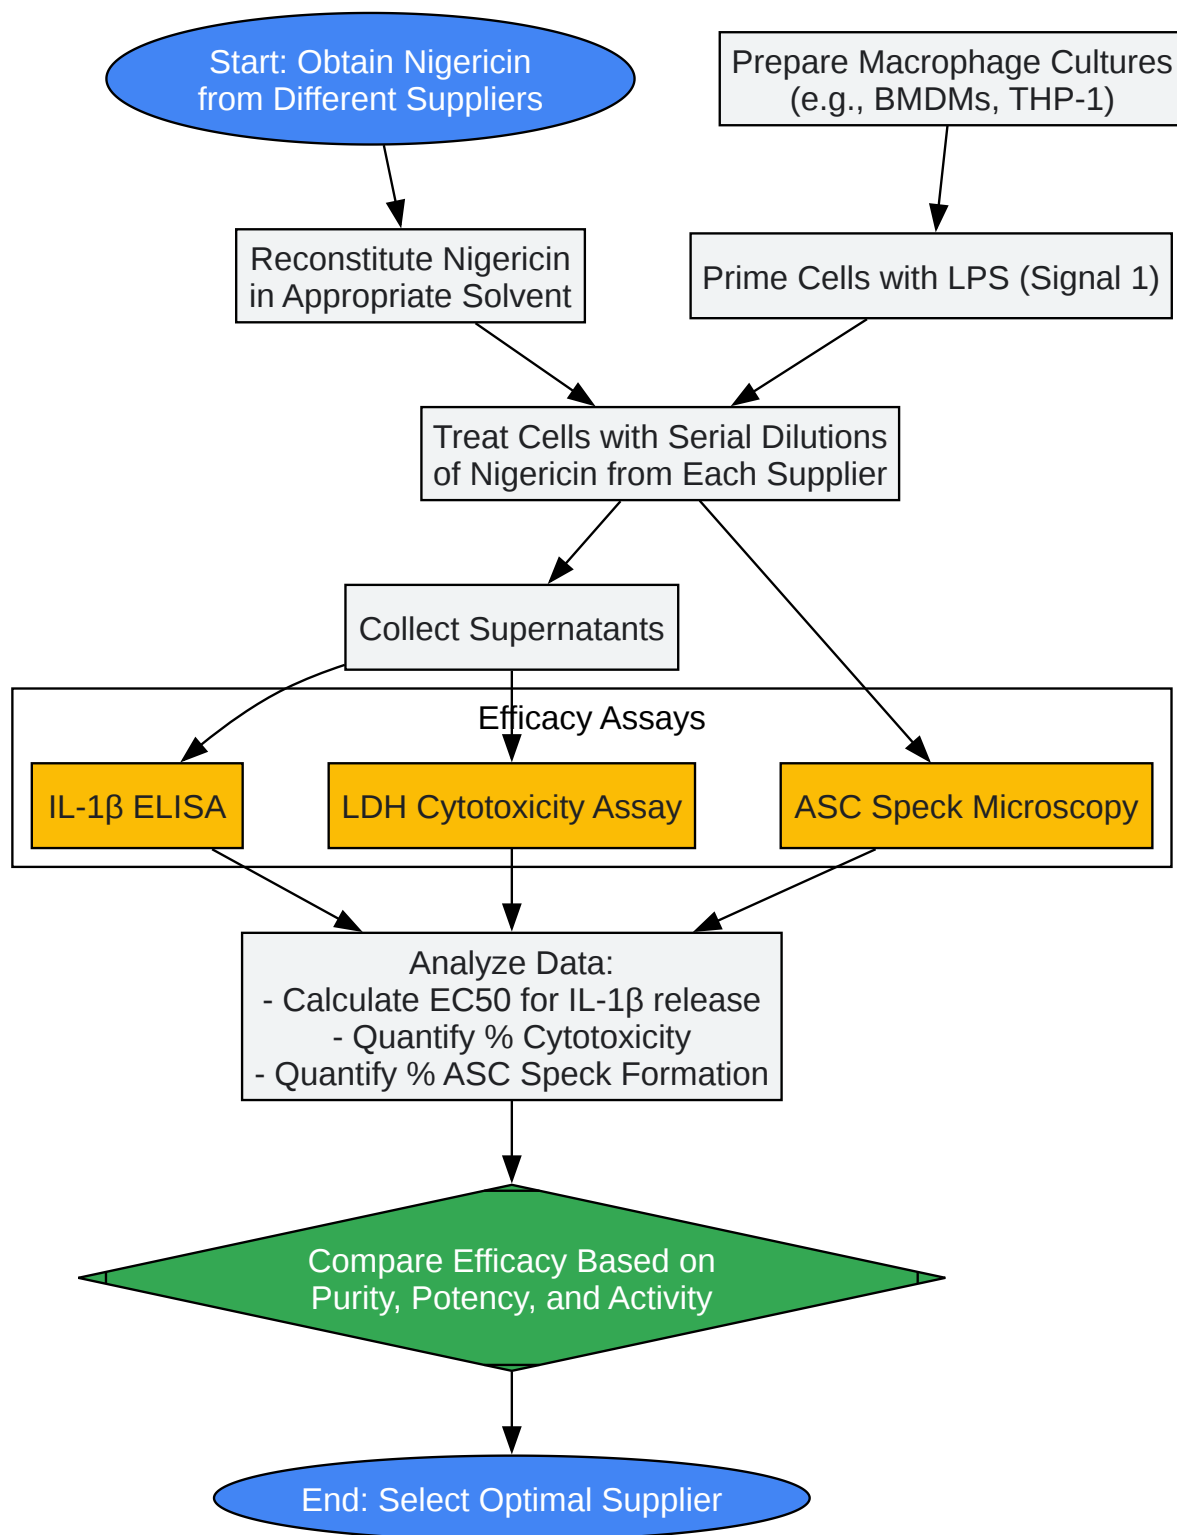 Start: Obtain Nigericin
from Different Suppliers
Prepare Macrophage Cultures
(e.g., BMDMs, THP-1)
Reconstitute Nigericin
in Appropriate Solvent
Prime Cells with LPS (Signal 1)
Treat Cells with Serial Dilutions
of Nigericin from Each Supplier
Collect Supernatants
Efficacy Assays
IL-1β ELISA
LDH Cytotoxicity Assay
ASC Speck Microscopy
Analyze Data:
- Calculate EC50 for IL-1β release
- Quantify % Cytotoxicity
- Quantify % ASC Speck Formation
Compare Efficacy Based on
Purity, Potency, and Activity
End: Select Optimal Supplier